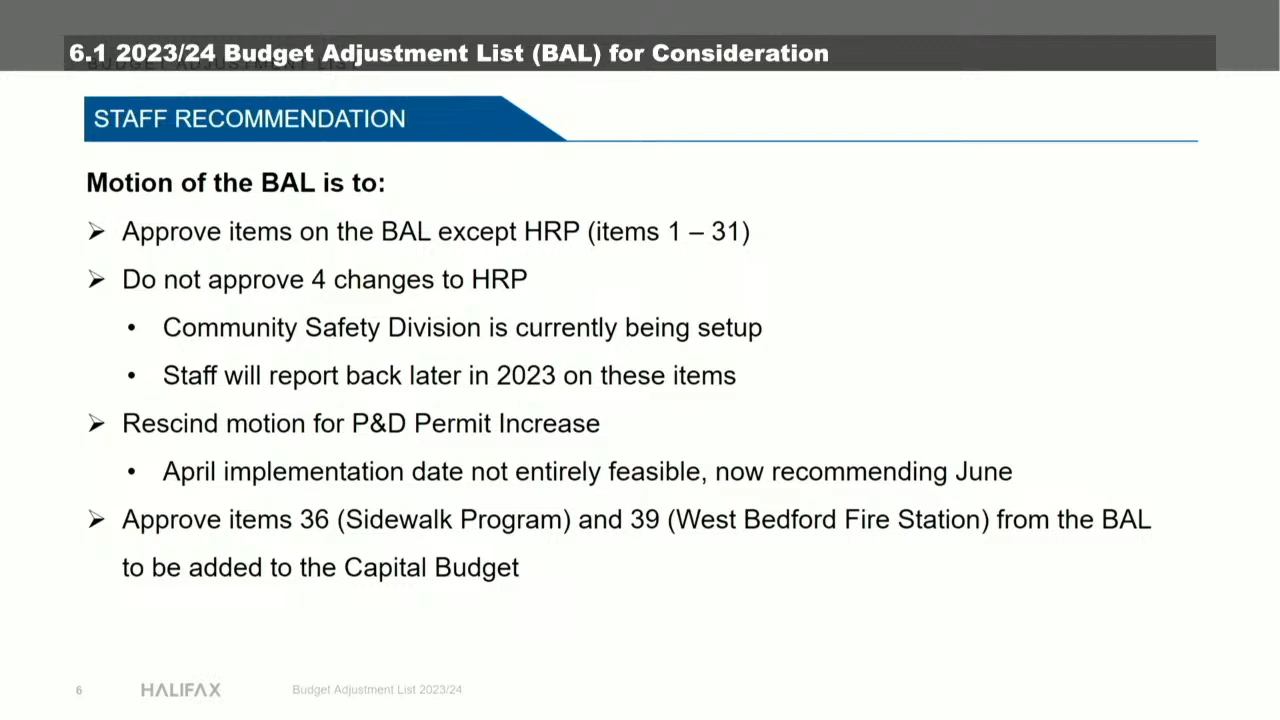 6.1 2023/24 Budget Adjustment List (BAL) for Consideration
BUDGET ADJUSTMENT LIST
STAFF RECOMMENDATION
Motion of the BAL is to:
➢ Approve items on the BAL except HRP (items 1 – 31)
➢ Do not approve 4 changes to HRP
• Community Safety Division is currently being setup
• Staff will report back later in 2023 on these items
➢ Rescind motion for P&D Permit Increase
• April implementation date not entirely feasible, now recommending June
➢ Approve items 36 (Sidewalk Program) and 39 (West Bedford Fire Station) from the BAL
to be added to the Capital Budget
6 HALIFAX Budget Adjustment List 2023/24